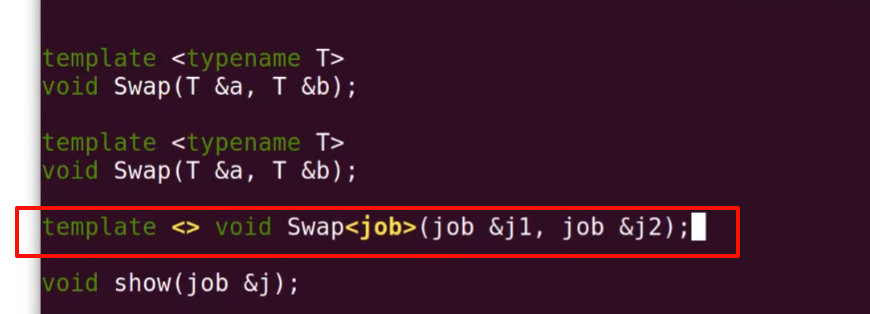 template <typename T>
void Swap(T &a, T &b);
template <typename T>
void Swap(T &a, T &b);
template <> void Swap<job>(job &j1, job &j2);
void show(job &j);